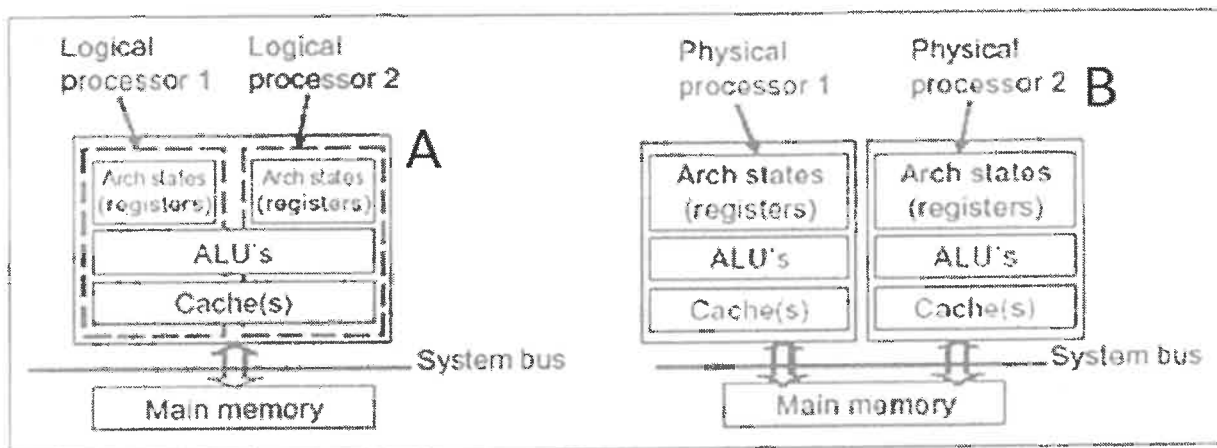 Logical
processor 1
Logical
processor 2
A
Arch states
(registers)
Arch states
(registers)
ALU's
Cache(s)
System bus
Main memory
Physical
processor 1
Physical
processor 2
B
Arch states
(registers)
Arch states
(registers)
ALU's
ALU's
Cache(s)
Cache(s)
System bus
Main memory